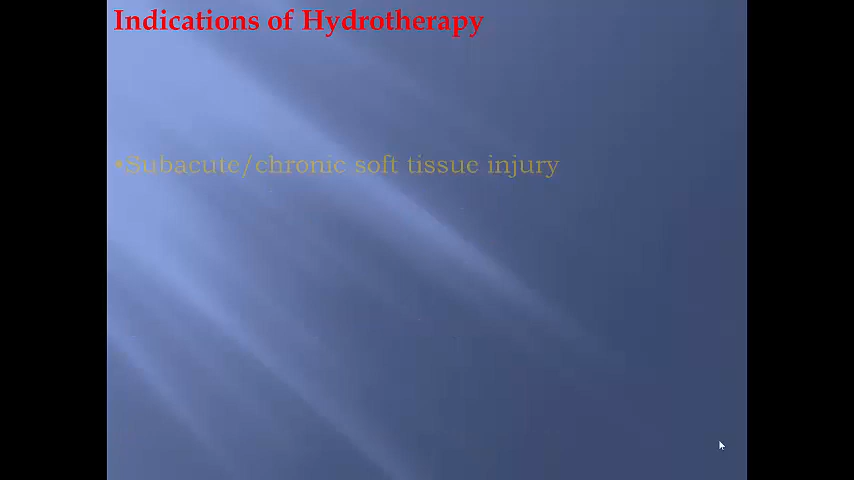 Indications of Hydrotherapy
•Subacute/chronic soft tissue injury